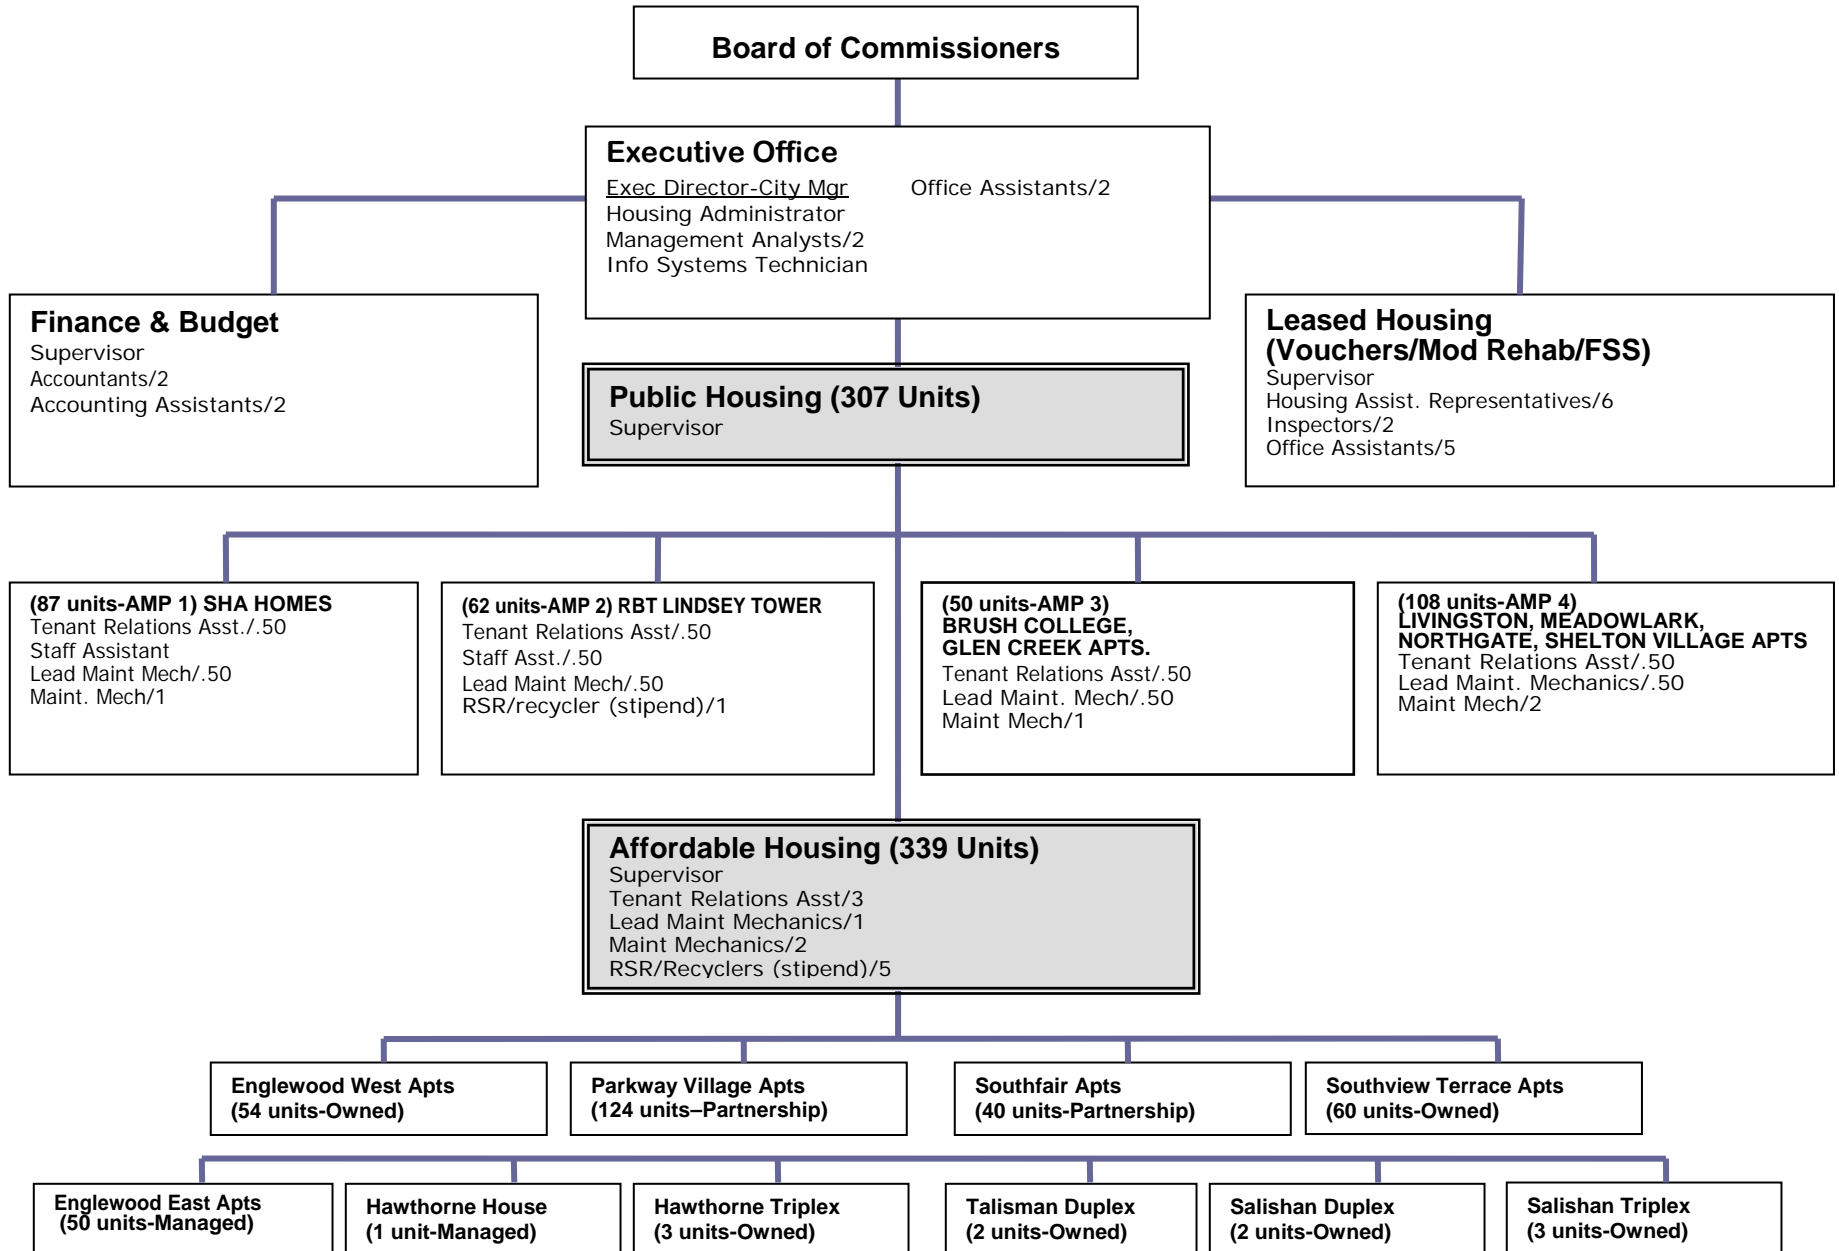 Board of Commissioners
Executive Office
Exec Director-City Mgr Office Assistants/2
Housing Administrator
Management Analysts/2
Info Systems Technician
Finance & Budget
Supervisor
Accountants/2
Accounting Assistants/2
Public Housing (307 Units)
Supervisor
Leased Housing
(Vouchers/Mod Rehab/FSS)
Supervisor
Housing Assist. Representatives/6
Inspectors/2
Office Assistants/5
(87 units-AMP 1) SHA HOMES
Tenant Relations Asst./.50
Staff Assistant
Lead Maint Mech/.50
Maint. Mech/1
(62 units-AMP 2) RBT LINDSEY TOWER
Tenant Relations Asst/.50
Staff Asst./.50
Lead Maint Mech/.50
RSR/recycler (stipend)/1
(50 units-AMP 3)
BRUSH COLLEGE,
GLEN CREEK APTS.
Tenant Relations Asst/.50
Lead Maint. Mech/.50
Maint Mech/1
(108 units-AMP 4)
LIVINGSTON, MEADOWLARK,
NORTHGATE, SHELTON VILLAGE APTS
Tenant Relations Asst/.50
Lead Maint. Mechanics/.50
Maint Mech/2
Affordable Housing (339 Units)
Supervisor
Tenant Relations Asst/3
Lead Maint Mechanics/1
Maint Mechanics/2
RSR/Recyclers (stipend)/5
Englewood West Apts
(54 units-Owned)
Parkway Village Apts
(124 units–Partnership)
Southfair Apts
(40 units-Partnership)
Southview Terrace Apts
(60 units-Owned)
Englewood East Apts
(50 units-Managed)
Hawthorne House
(1 unit-Managed)
Hawthorne Triplex
(3 units-Owned)
Talisman Duplex
(2 units-Owned)
Salishan Duplex
(2 units-Owned)
Salishan Triplex
(3 units-Owned)